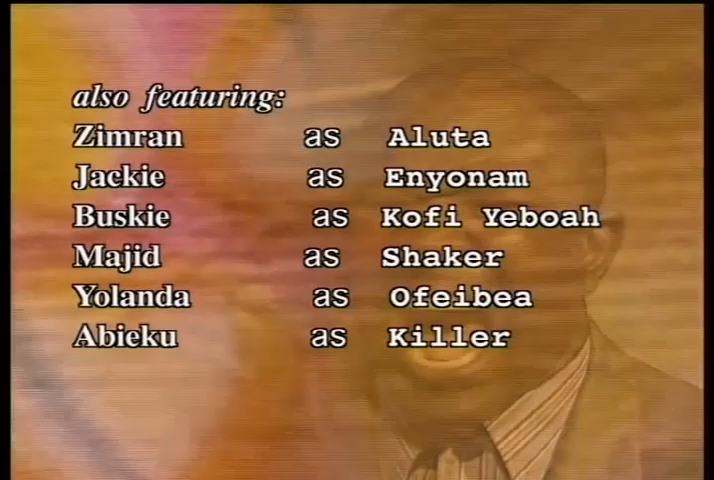 also featuring:
Zimran as Aluta
Jackie as Enyonam
Buskie as Kofi Yeboah
Majid as Shaker
Yolanda as Ofeibea
Abieku as Killer